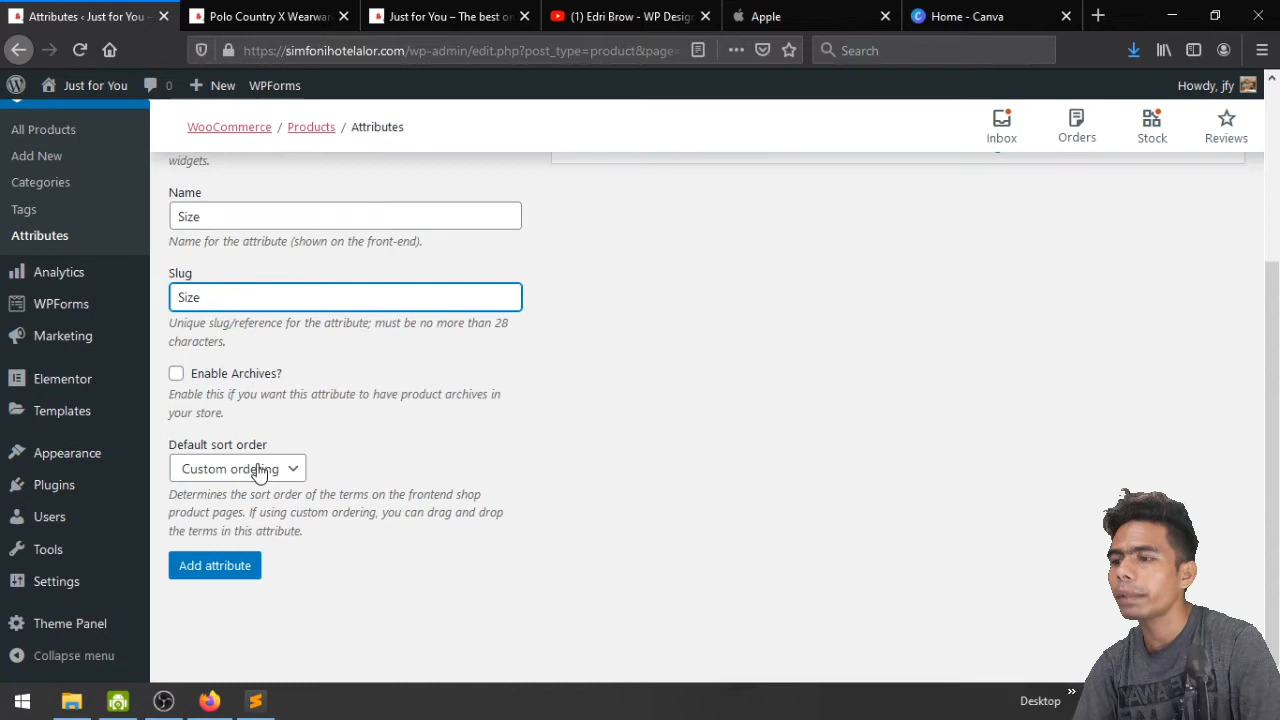 Attributes ‹ Just for You —
Polo Country X Wearwar
Just for You – The best on
(1) Edri Brow - WP Design
Apple
Home - Canva
https://simfonihotelalor.com/wp-admin/edit.php?post_type=product&page=
Search
Just for You
0
New
WPForms
Howdy, jfy
WooCommerce / Products / Attributes
Inbox
Orders
Stock
Reviews
All Products
Add New
Categories
Tags
Attributes
Analytics
WPForms
Marketing
Elementor
Templates
Appearance
Plugins
Users
Tools
Settings
Theme Panel
Collapse menu
widgets.
Name
Size
Name for the attribute (shown on the front-end).
Slug
Size
Unique slug/reference for the attribute; must be no more than 28
characters.
Enable Archives?
Enable this if you want this attribute to have product archives in
your store.
Default sort order
Custom ordering
Determines the sort order of the terms on the frontend shop
product pages. If using custom ordering, you can drag and drop
the terms in this attribute.
Add attribute
Desktop